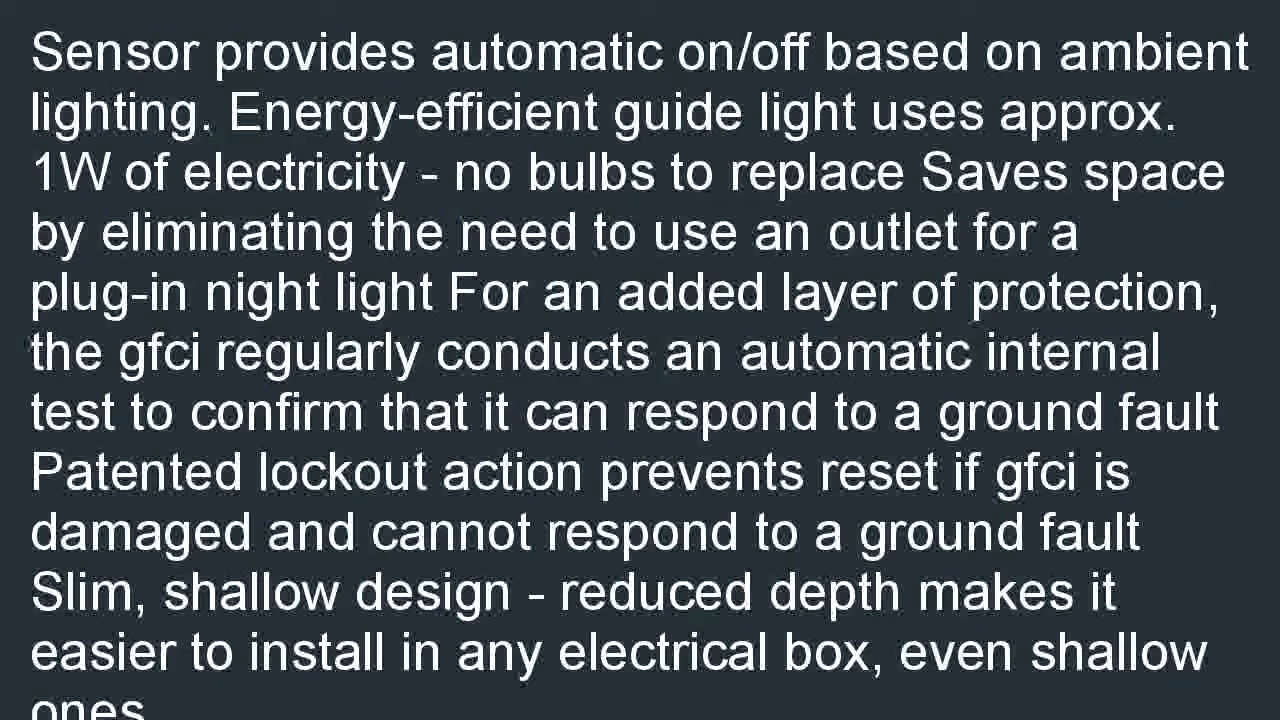 Sensor provides automatic on/off based on ambient
lighting. Energy-efficient guide light uses approx.
1W of electricity - no bulbs to replace Saves space
by eliminating the need to use an outlet for a
plug-in night light For an added layer of protection,
the gfci regularly conducts an automatic internal
test to confirm that it can respond to a ground fault
Patented lockout action prevents reset if gfci is
damaged and cannot respond to a ground fault
Slim, shallow design - reduced depth makes it
easier to install in any electrical box, even shallow
ones